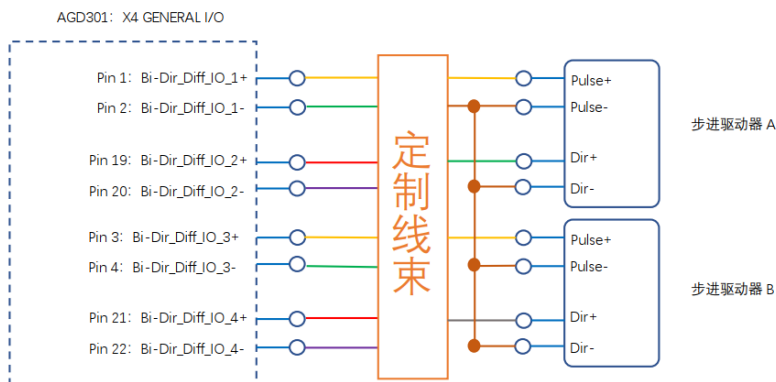 AGD301：X4 GENERAL I/O
Pin 1：Bi-Dir_Diff_IO_1+
Pin 2：Bi-Dir_Diff_IO_1-
Pin 19：Bi-Dir_Diff_IO_2+
Pin 20：Bi-Dir_Diff_IO_2-
Pin 3：Bi-Dir_Diff_IO_3+
Pin 4：Bi-Dir_Diff_IO_3-
Pin 21：Bi-Dir_Diff_IO_4+
Pin 22：Bi-Dir_Diff_IO_4-
定制线束
Pulse+
Pulse-
Dir+
Dir-
步进驱动器 A
Pulse+
Pulse-
Dir+
Dir-
步进驱动器 B